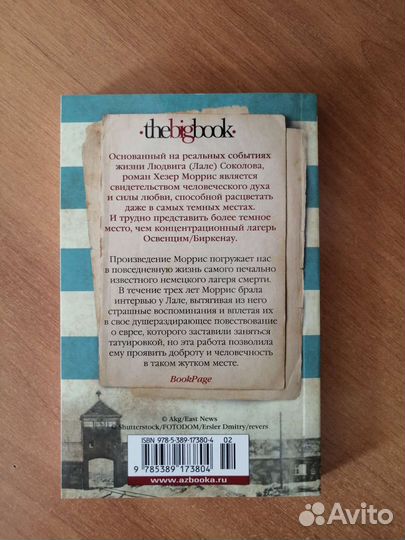 ·thebigbook·
Основанный на реальных событиях
жизни Людвига (Лале) Соколова,
роман Хезер Моррис является
свидетельством человеческого духа
и силы любви, способной расцветать
даже в самых темных местах.
И трудно представить более темное
место, чем концентрационный лагерь
Освенцим/Биркенау.
Произведение Моррис погружает нас
в повседневную жизнь самого печально
известного немецкого лагеря смерти.
В течение трех лет Моррис брала
интервью у Лале, вытягивая из него
страшные воспоминания и вплетая их
в свое душераздирающее повествование
о еврее, которого заставили заняться
татуировкой, но эта работа позволила
ему проявить доброту и человечность
в таком жутком месте.
BookPage
© Akg/East News
© Shutterstock/FOTODOM/Ersler Dmitry/revers
ISBN 978-5-389-17380-4
02
9 785389 173804
www.azbooka.ru
Avito